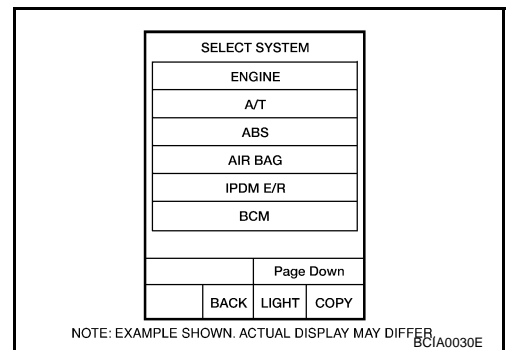 SELECT SYSTEM
ENGINE
A/T
ABS
AIR BAG
IPDM E/R
BCM
Page Down
BACK LIGHT COPY
NOTE: EXAMPLE SHOWN. ACTUAL DISPLAY MAY DIFFER.
BCIA0030E